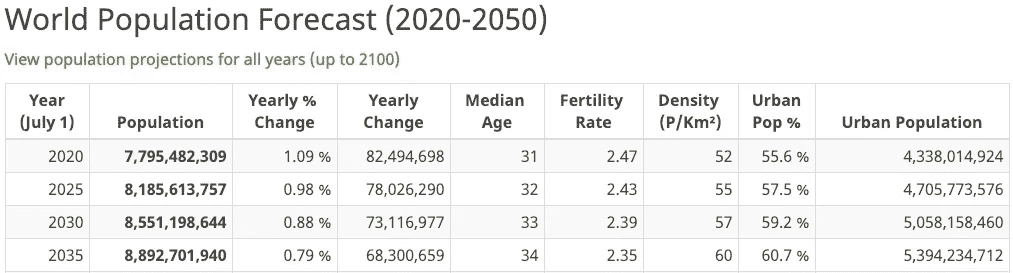 World Population Forecast (2020-2050)
View population projections for all years (up to 2100)
Year (July 1) Population Yearly % Change Yearly Change Median Age Fertility Rate Density (P/Km²) Urban Pop % Urban Population
2020 7,795,482,309 1.09 % 82,494,698 31 2.47 52 55.6 % 4,338,014,924
2025 8,185,613,757 0.98 % 78,026,290 32 2.43 55 57.5 % 4,705,773,576
2030 8,551,198,644 0.88 % 73,116,977 33 2.39 57 59.2 % 5,058,158,460
2035 8,892,701,940 0.79 % 68,300,659 34 2.35 60 60.7 % 5,394,234,712